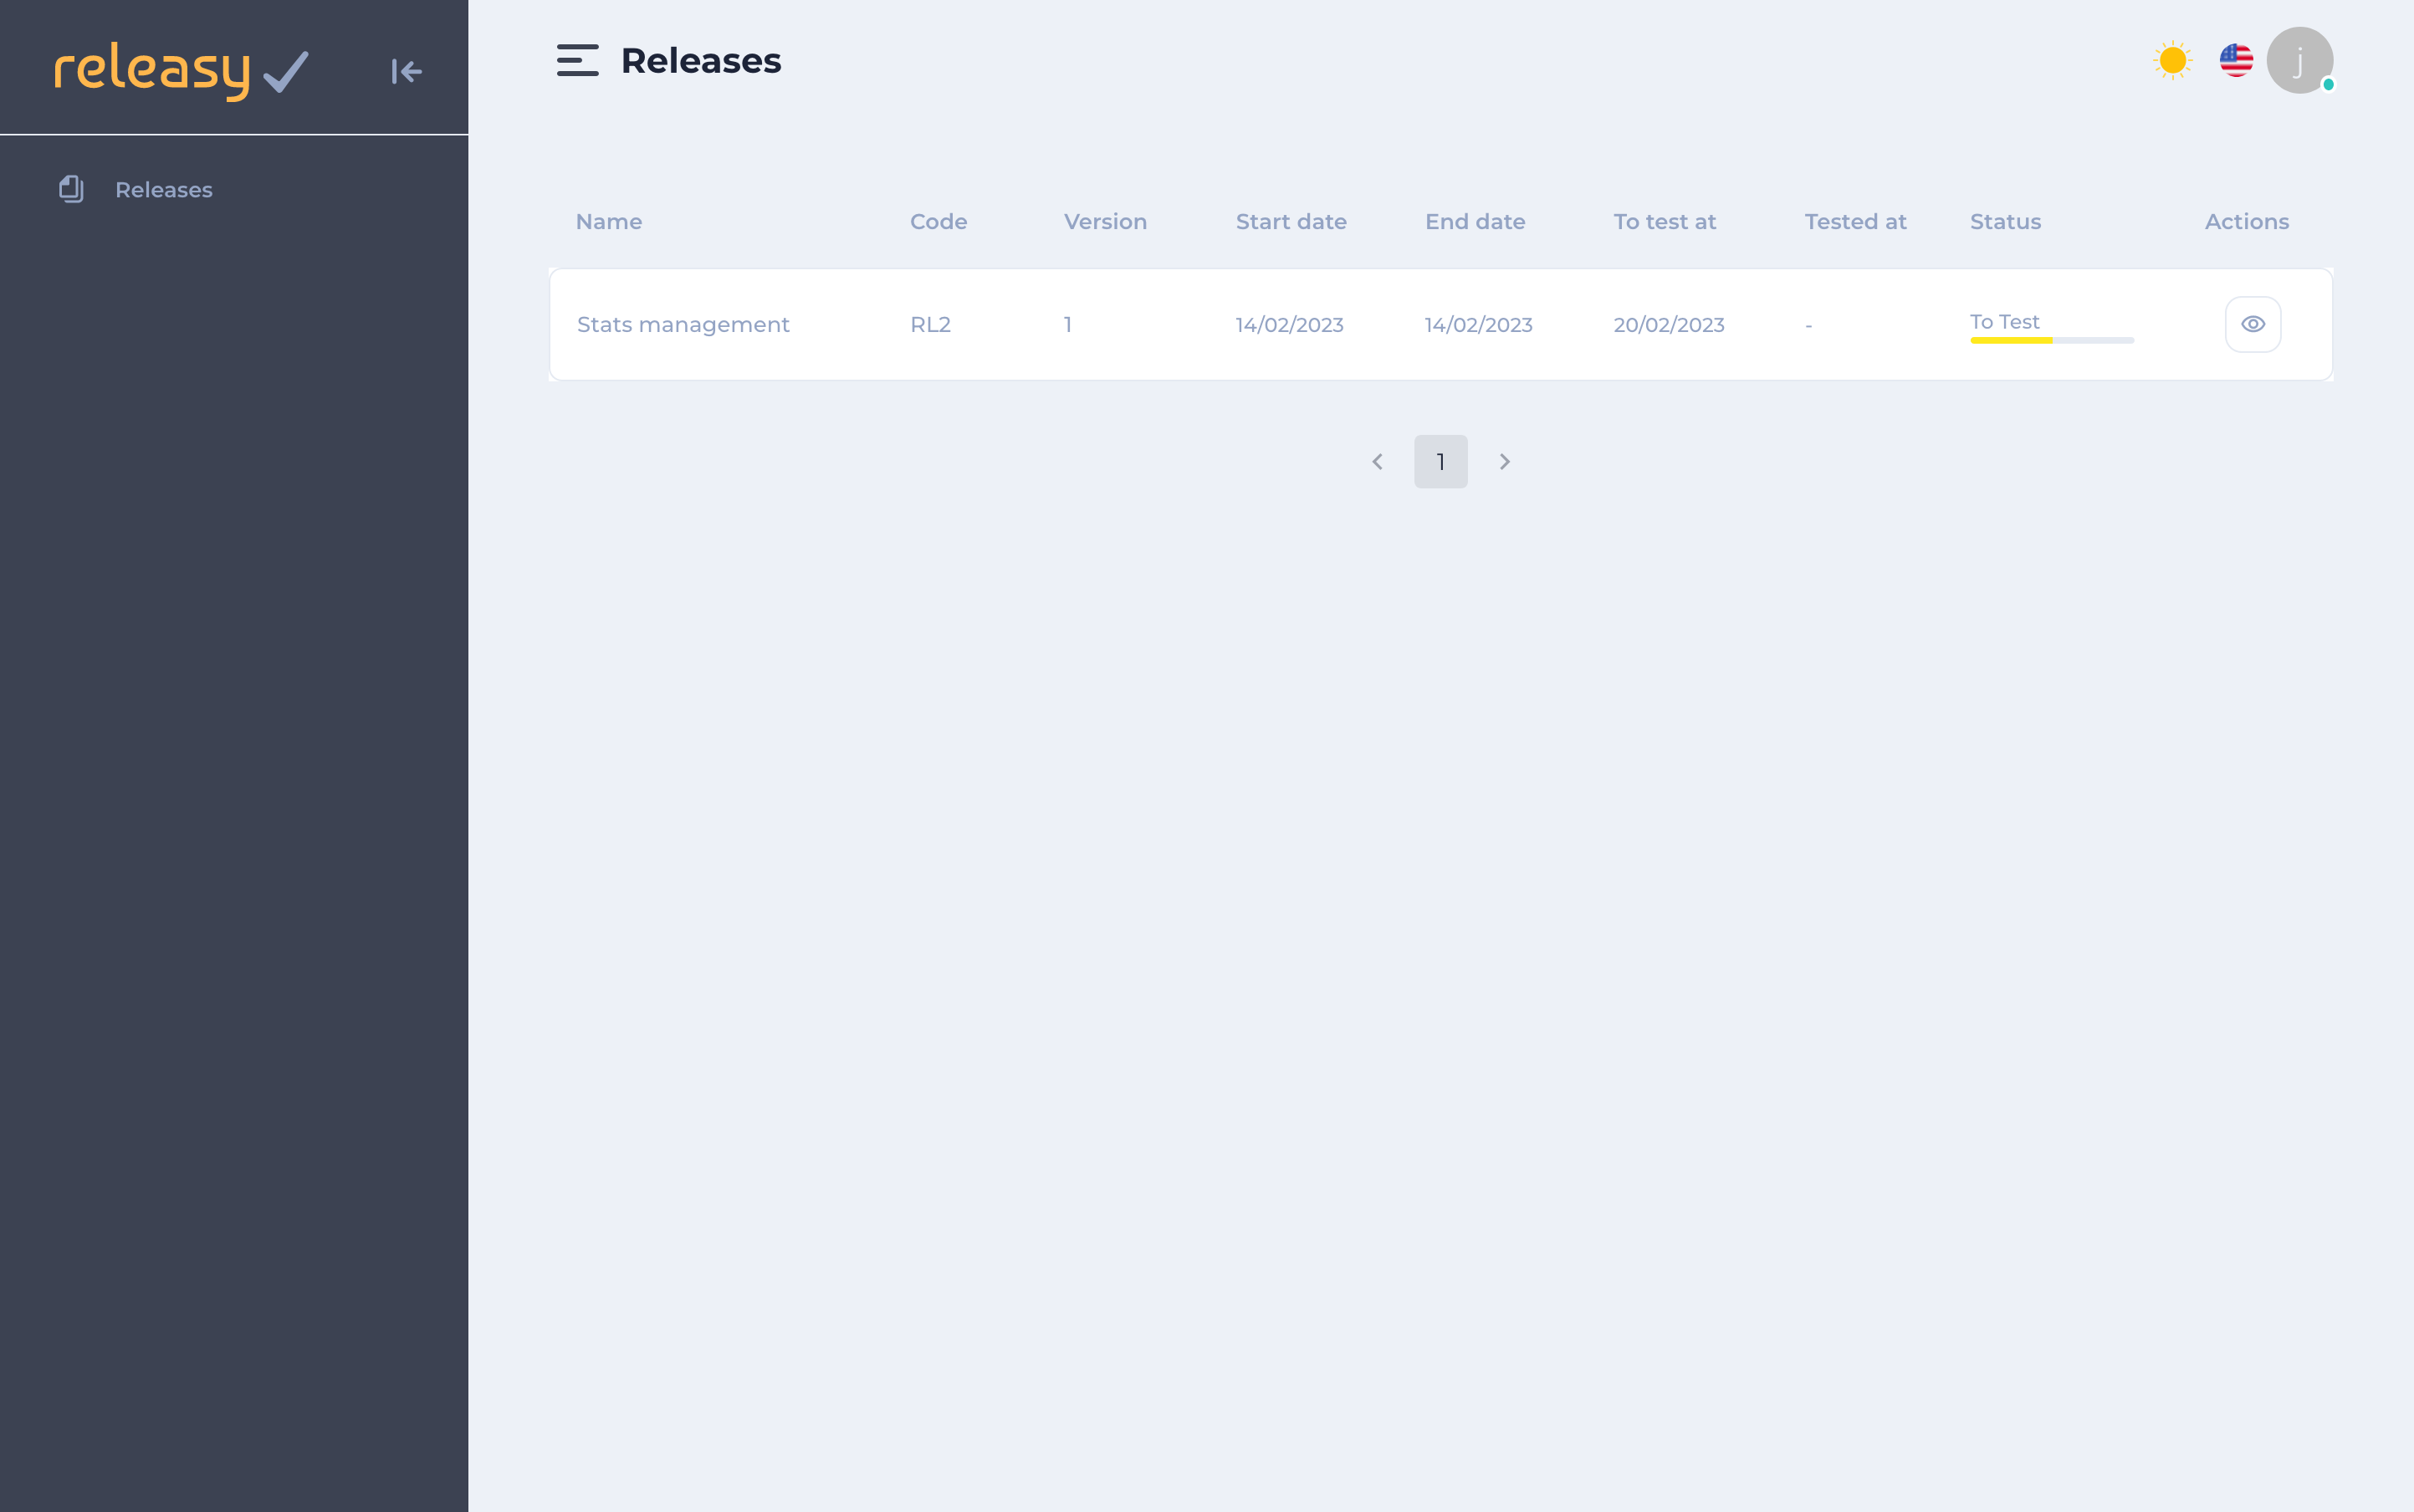 releasy
Releases
Releases
j
Name Code Version Start date End date To test at Tested at Status Actions
Stats management RL2 1 14/02/2023 14/02/2023 20/02/2023 - To Test
1